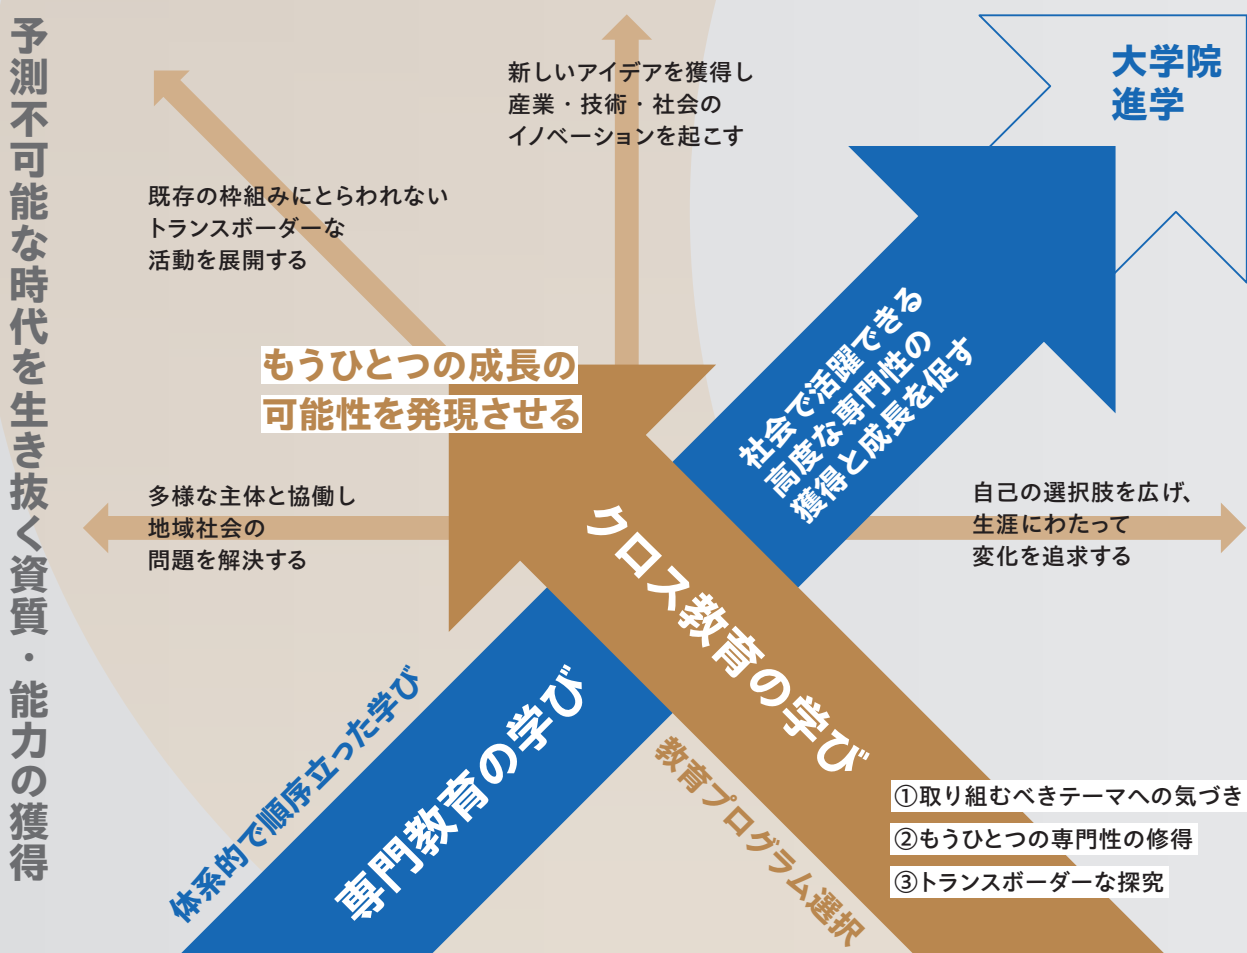 予測不可能な時代を生き抜く資質・能力の獲得
新しいアイデアを獲得し
産業・技術・社会の
イノベーションを起こす
大学院
進学
既存の枠組みにとらわれない
トランスボーダーな
活動を展開する
もうひとつの成長の
可能性を発現させる
社会で活躍できる
高度な専門性の
獲得と成長を促す
多様な主体と協働し
地域社会の
問題を解決する
自己の選択肢を広げ、
生涯にわたって
変化を追求する
クロス教育の学び
専門教育の学び
体系的で順序立った学び
教育プログラム選択
①取り組むべきテーマへの気づき
②もうひとつの専門性の修得
③トランスボーダーな探究